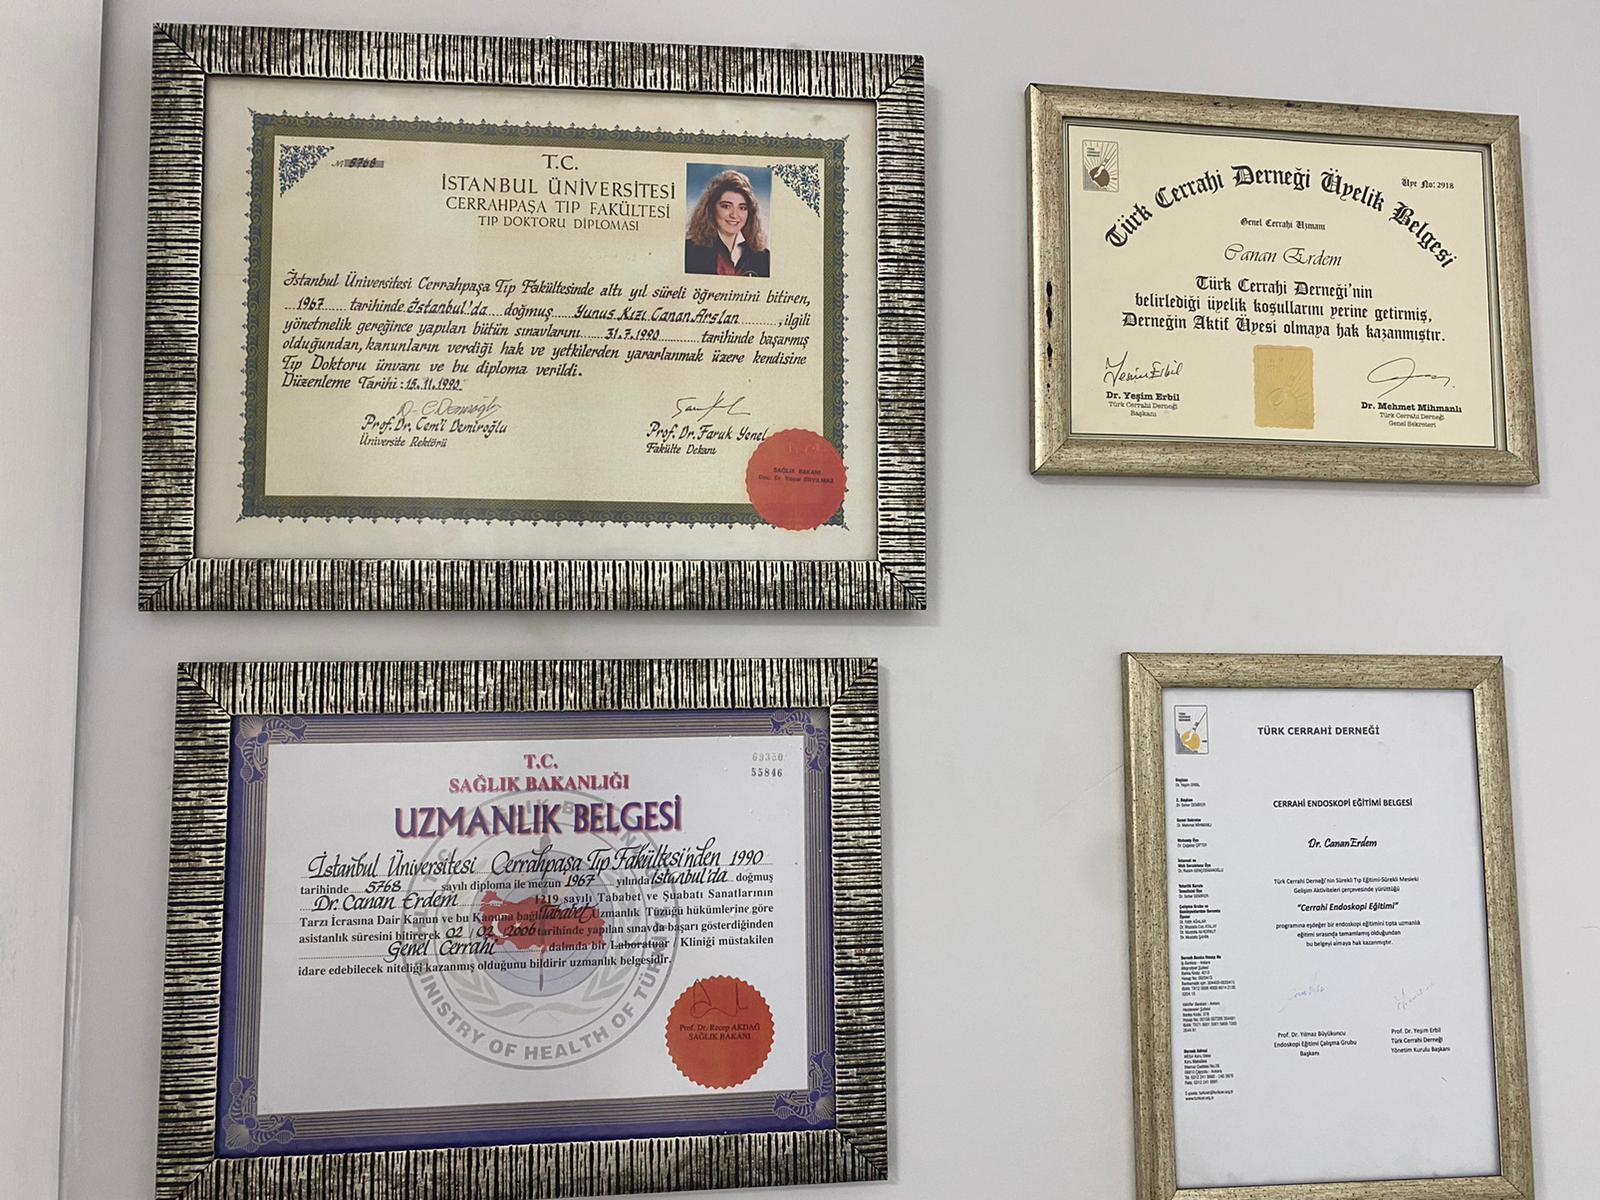 № 5768
T.C.
İSTANBUL ÜNİVERSİTESİ
CERRAHPAŞA TIP FAKÜLTESİ
TIP DOKTORU DİPLOMASI
İstanbul Üniversitesi Cerrahpaşa Tıp Fakültesinde altı yıl süreli öğrenimini bitiren,
1967 tarihinde İstanbul'da doğmuş Yunus Kızı Canan Arslan, ilgili
yönetmelik gereğince yapılan bütün sınavlarını 31.7.1990 tarihinde başarmış
olduğundan, kanunların verdiği hak ve yetkilerden yararlanmak üzere kendisine
Tıp Doktoru ünvanı ve bu diploma verildi.
Düzenleme Tarihi: 15.11.1990.
Prof. Dr. Cem'i Demiroğlu
Üniversite Rektörü
Prof. Dr. Faruk Yenel
Fakülte Dekanı
SAĞLIK BAKANI
Türk Cerrahi Derneği Üyelik Belgesi
Üye No: 2918
Genel Cerrahi Uzmanı
Canan Erdem
Türk Cerrahi Derneği'nin
belirlediği üyelik koşullarını yerine getirmiş,
Derneğin Aktif Üyesi olmaya hak kazanmıştır.
Dr. Yeşim Erbil
Türk Cerrahi Derneği
Başkanı
Dr. Mehmet Mihmanlı
Türk Cerrahi Derneği
Genel Sekreteri
T.C.
SAĞLIK BAKANLIĞI
UZMANLIK BELGESİ
69350
55846
İstanbul Üniversitesi Cerrahpaşa Tıp Fakültesi'nden 1990
tarihinde 5768 sayılı diploma ile mezun 1967 yılında İstanbul'da doğmuş
Dr. Canan Erdem 1219 sayılı Tababet ve Şuabatı Sanatlarının
Tarzı İcrasına Dair Kanun ve bu Kanuna bağlı Tababet Uzmanlık Tüzüğü hükümlerine göre
asistanlık süresini bitirerek 02 / 02 / 2006 tarihinde yapılan sınavda başarı gösterdiğinden
Genel Cerrahi dalında bir Laboratuar / Kliniği müstakilen
idare edebilecek niteliği kazanmış olduğunu bildirir uzmanlık belgesidir.
MINISTRY OF HEALTH OF TÜRKİYE
Prof. Dr. Recep AKDAĞ
SAĞLIK BAKANI
TÜRK CERRAHİ DERNEĞİ
CERRAHİ ENDOSKOPİ EĞİTİMİ BELGESİ
Dr. Canan Erdem
Türk Cerrahi Derneği'nin Sürekli Tıp Eğitimi-Sürekli Mesleki
Gelişim Aktiviteleri çerçevesinde yürüttüğü
"Cerrahi Endoskopi Eğitimi"
programına eşdeğer bir endoskopi eğitimini tıpta uzmanlık
eğitimi sırasında tamamlamış olduğundan
bu belgeyi almaya hak kazanmıştır.
Prof. Dr. Yılmaz Büyükuncu
Endoskopi Eğitimi Çalışma Grubu
Başkanı
Prof. Dr. Yeşim Erbil
Türk Cerrahi Derneği
Yönetim Kurulu Başkanı